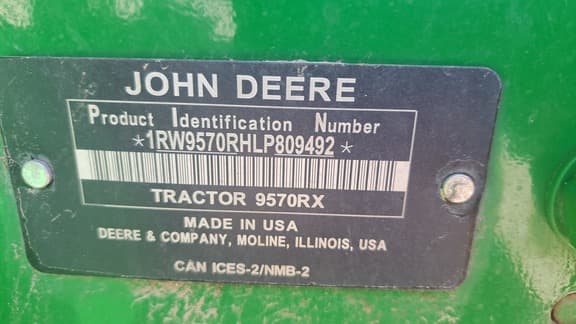 JOHN DEERE
Product Identification Number
*1RW9570RHLP809492*
TRACTOR 9570RX
MADE IN USA
DEERE & COMPANY, MOLINE, ILLINOIS, USA
CAN ICES-2/NMB-2